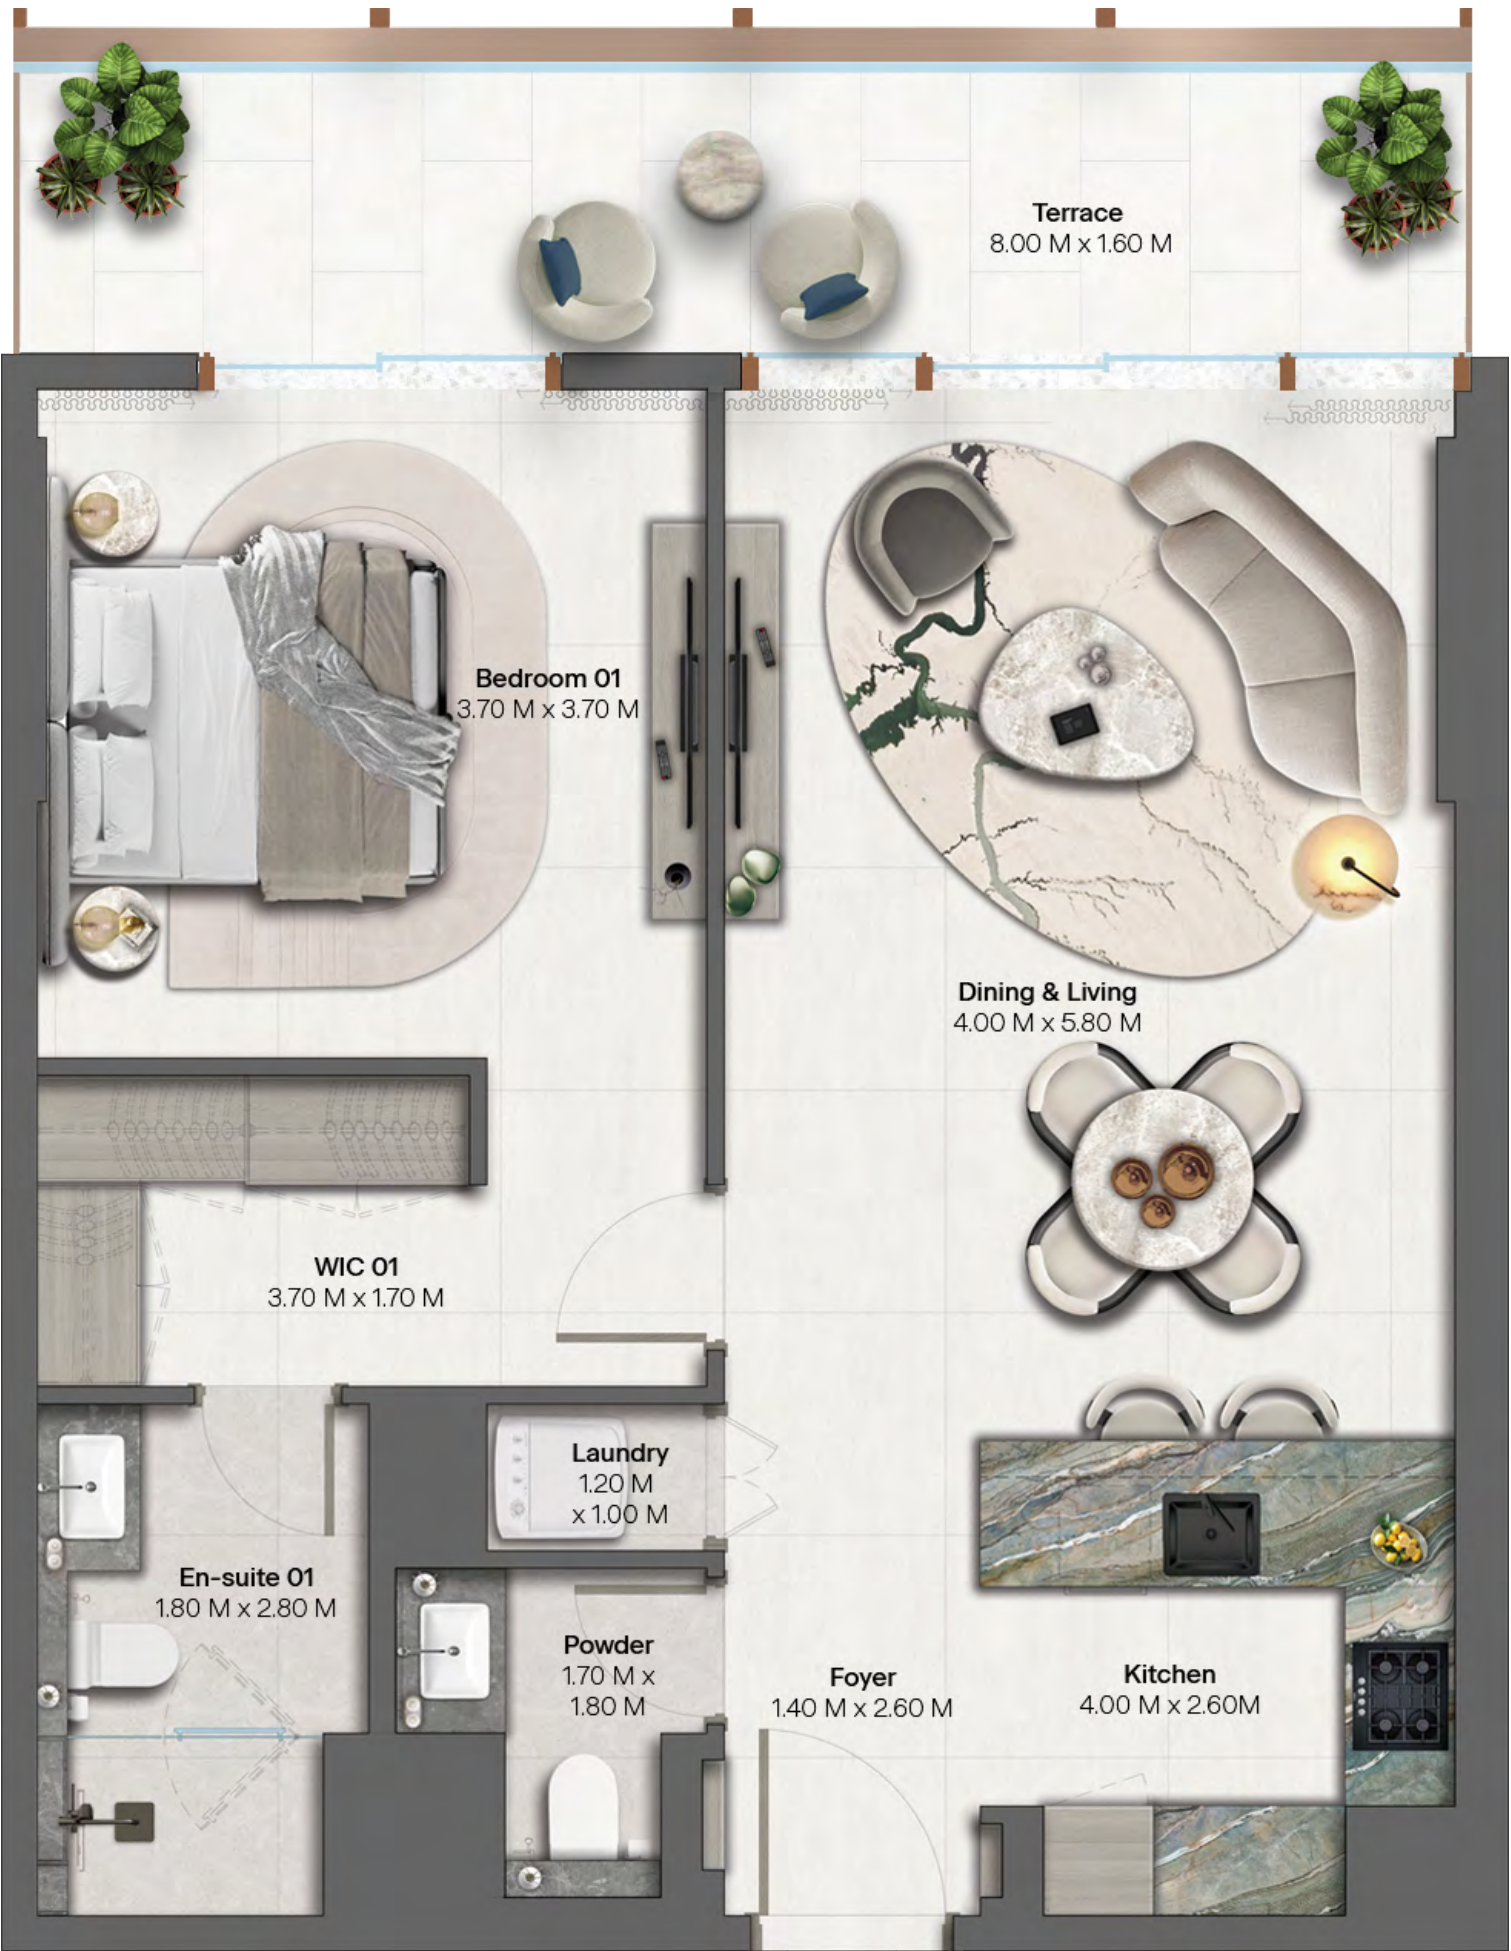 Terrace
8.00 M x 1.60 M
Bedroom 01
3.70 M x 3.70 M
Dining & Living
4.00 M x 5.80 M
WIC 01
3.70 M x 1.70 M
Laundry
1.20 M
x 1.00 M
En-suite 01
1.80 M x 2.80 M
Powder
1.70 M x
1.80 M
Foyer
1.40 M x 2.60 M
Kitchen
4.00 M x 2.60M